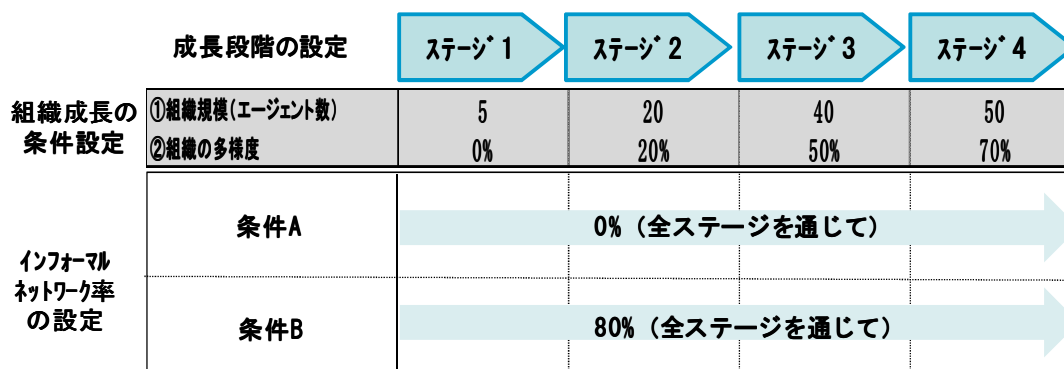 成長段階の設定 ｽﾃｰｼﾞ 1 ｽﾃｰｼﾞ 2 ｽﾃｰｼﾞ 3 ｽﾃｰｼﾞ 4
組織成長の
条件設定
①組織規模(エージェント数) 5 20 40 50
②組織の多様度 0% 20% 50% 70%
ｲﾝﾌｫｰﾏﾙ
ﾈｯﾄﾜｰｸ率
の設定
条件A 0% (全ステージを通じて)
条件B 80% (全ステージを通じて)